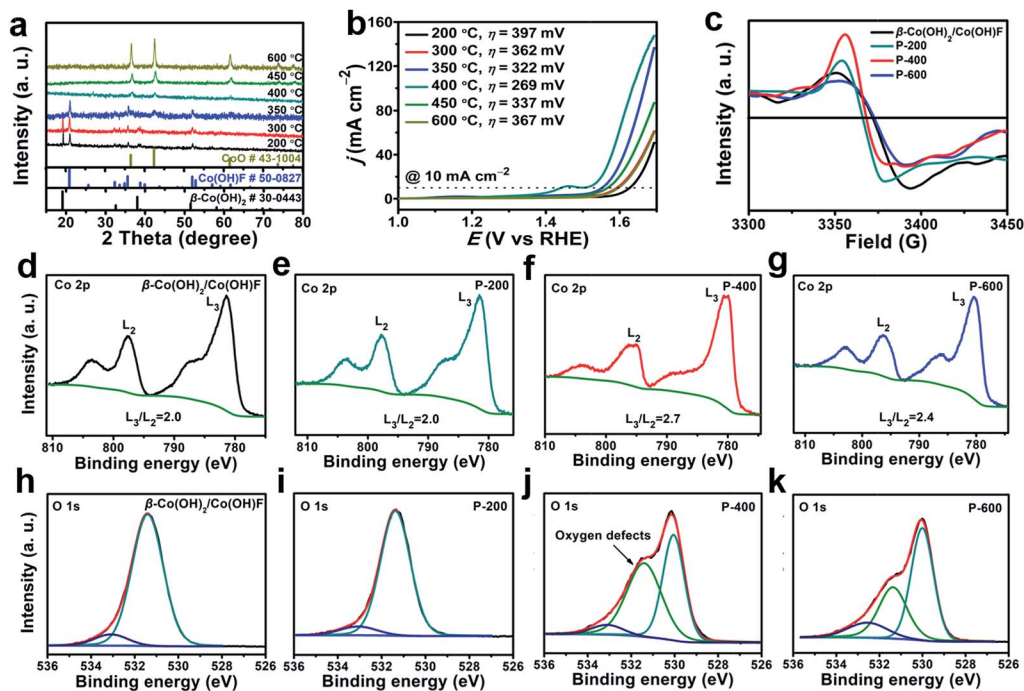 a
Intensity (a. u.)
600 °C
450 °C
400 °C
350 °C
300 °C
200 °C
CoO # 43-1004
Co(OH)F # 50-0827
β-Co(OH)₂ # 30-0443
20 30 40 50 60 70 80
2 Theta (degree)
b
j (mA cm⁻²)
160
120
80
40
0
200 °C, η = 397 mV
300 °C, η = 362 mV
350 °C, η = 322 mV
400 °C, η = 269 mV
450 °C, η = 337 mV
600 °C, η = 367 mV
@ 10 mA cm⁻²
1.0 1.2 1.4 1.6
E (V vs RHE)
c
Intensity (a. u.)
β-Co(OH)₂/Co(OH)F
P-200
P-400
P-600
3300 3350 3400 3450
Field (G)
d
Intensity (a. u.)
Co 2p β-Co(OH)₂/Co(OH)F
L₃
L₂
L₃/L₂=2.0
810 800 790 780
Binding energy (eV)
e
Co 2p P-200
L₃
L₂
L₃/L₂=2.0
810 800 790 780
Binding energy (eV)
f
Co 2p P-400
L₃
L₂
L₃/L₂=2.7
810 800 790 780
Binding energy (eV)
g
Co 2p P-600
L₃
L₂
L₃/L₂=2.4
810 800 790 780
Binding energy (eV)
h
Intensity (a. u.)
O 1s β-Co(OH)₂/Co(OH)F
536 534 532 530 528 526
Binding energy (eV)
i
O 1s P-200
536 534 532 530 528 526
Binding energy (eV)
j
O 1s P-400
Oxygen defects
536 534 532 530 528 526
Binding energy (eV)
k
O 1s P-600
536 534 532 530 528 526
Binding energy (eV)